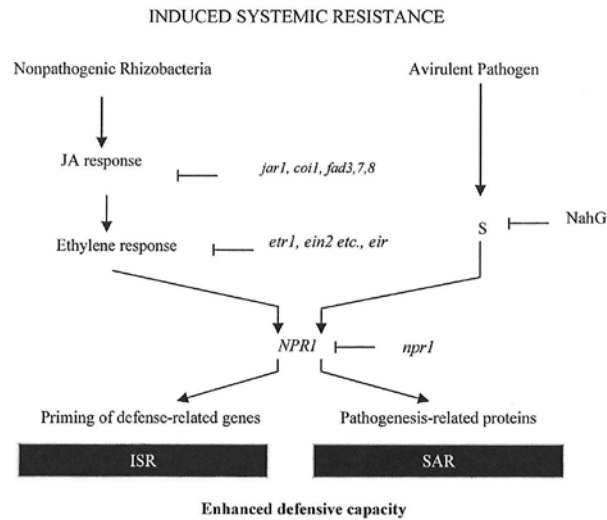 INDUCED SYSTEMIC RESISTANCE
Nonpathogenic Rhizobacteria
Avirulent Pathogen
JA response
jar1, coi1, fad3,7,8
Ethylene response
etr1, ein2 etc., eir
S
NahG
NPR1
npr1
Priming of defense-related genes
Pathogenesis-related proteins
ISR
SAR
Enhanced defensive capacity